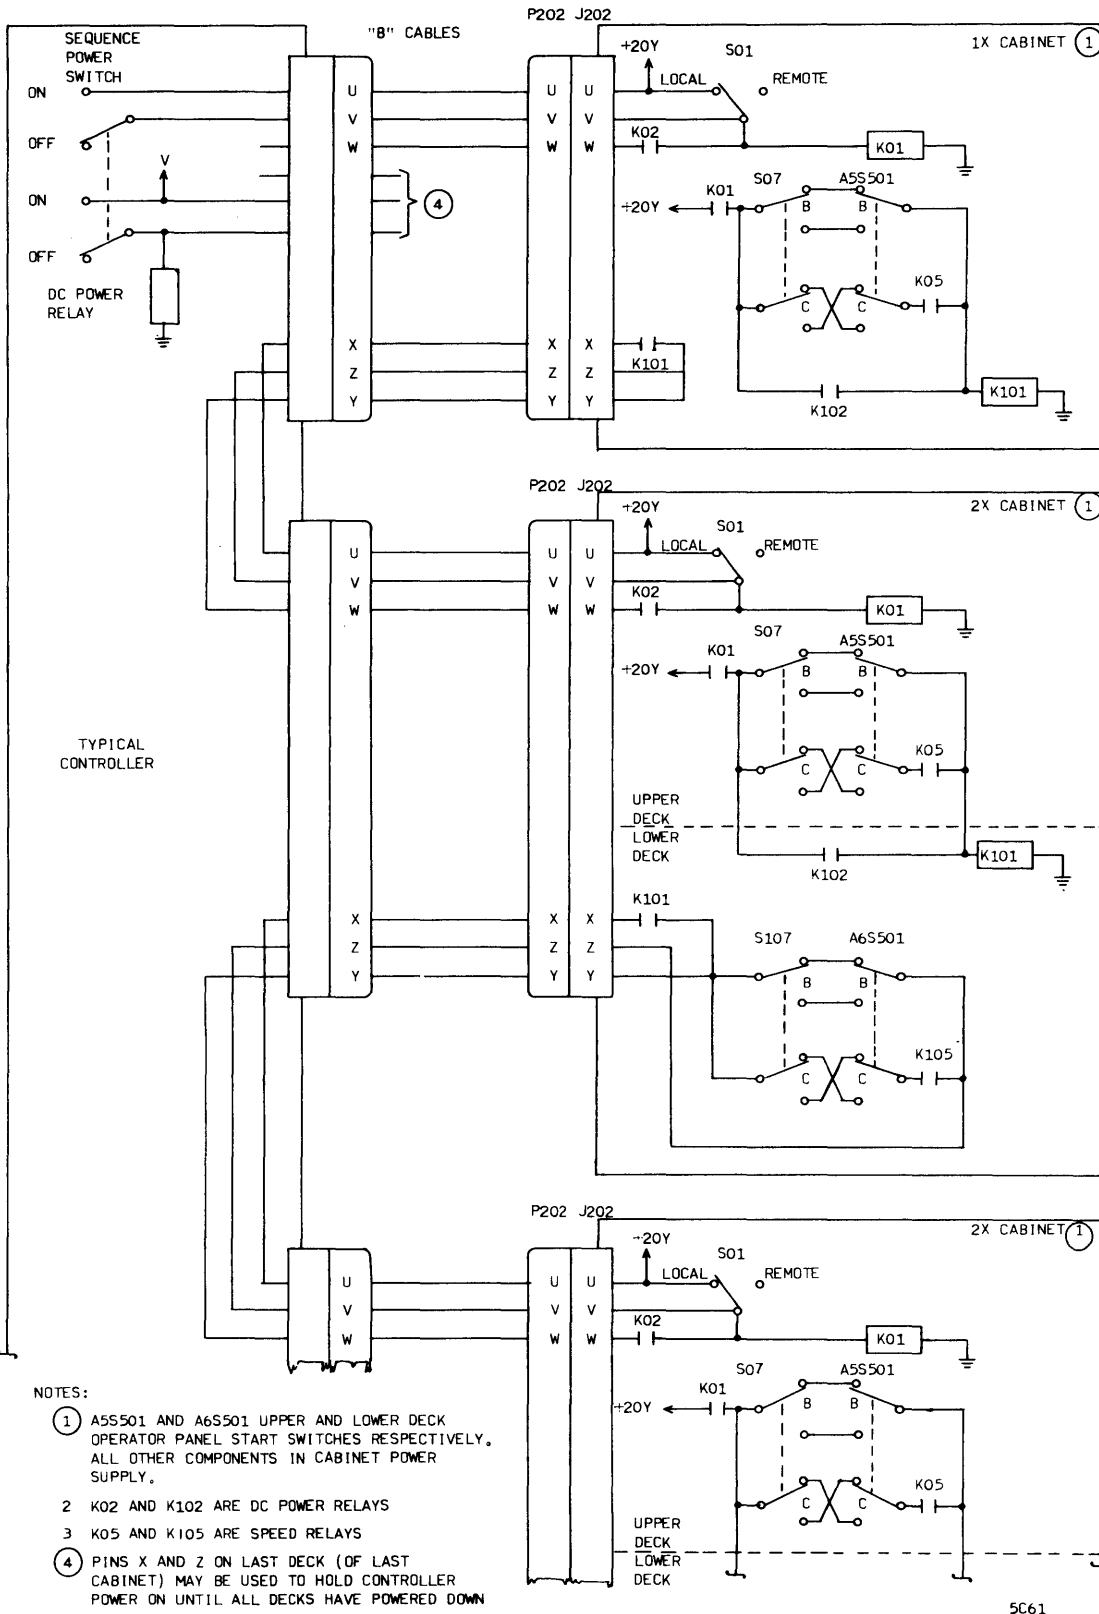 P202 J202
"B" CABLES
1X CABINET 1
SEQUENCE
POWER
SWITCH
+20Y
S01
LOCAL
REMOTE
ON
U U U
V V V
OFF
W W W
K02
K01
V
ON
4
S07 A5S501
K01
+20Y
B B
OFF
DC POWER
RELAY
K05
C C
X X X
K101
Z Z Z
Y Y Y
K102
K101
P202 J202
2X CABINET 1
+20Y
S01
LOCAL
REMOTE
U U U
V V V
K02
W W W
K01
S07
A5S501
K01
+20Y
B B
TYPICAL
CONTROLLER
K05
C C
UPPER
DECK
LOWER
DECK
K101
K102
K101
X X X
Z Z Z
Y Y Y
S107 A6S501
B B
K105
C C
P202 J202
2X CABINET 1
+20Y
S01
LOCAL
REMOTE
U U U
V V V
K02
W W W
K01
S07 A5S501
K01
+20Y
B B
K05
C C
UPPER
DECK
LOWER
DECK
NOTES:
1 A5S501 AND A6S501 UPPER AND LOWER DECK
OPERATOR PANEL START SWITCHES RESPECTIVELY.
ALL OTHER COMPONENTS IN CABINET POWER
SUPPLY.
2 K02 AND K102 ARE DC POWER RELAYS
3 K05 AND K105 ARE SPEED RELAYS
4 PINS X AND Z ON LAST DECK (OF LAST
CABINET) MAY BE USED TO HOLD CONTROLLER
POWER ON UNTIL ALL DECKS HAVE POWERED DOWN
5C61